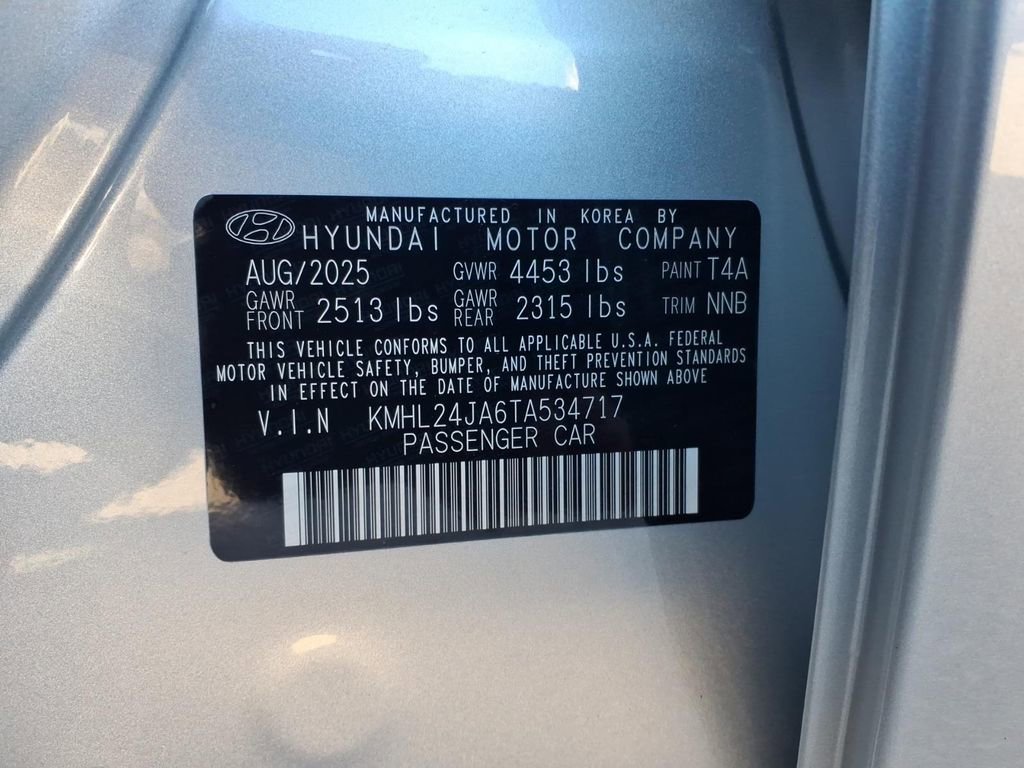 MANUFACTURED IN KOREA BY
HYUNDAI MOTOR COMPANY
AUG/2025 GVWR 4453 lbs PAINT T4A
GAWR FRONT 2513 lbs GAWR REAR 2315 lbs TRIM NNB
THIS VEHICLE CONFORMS TO ALL APPLICABLE U.S.A. FEDERAL
MOTOR VEHICLE SAFETY, BUMPER, AND THEFT PREVENTION STANDARDS
IN EFFECT ON THE DATE OF MANUFACTURE SHOWN ABOVE
V.I.N KMHL24JA6TA534717
PASSENGER CAR